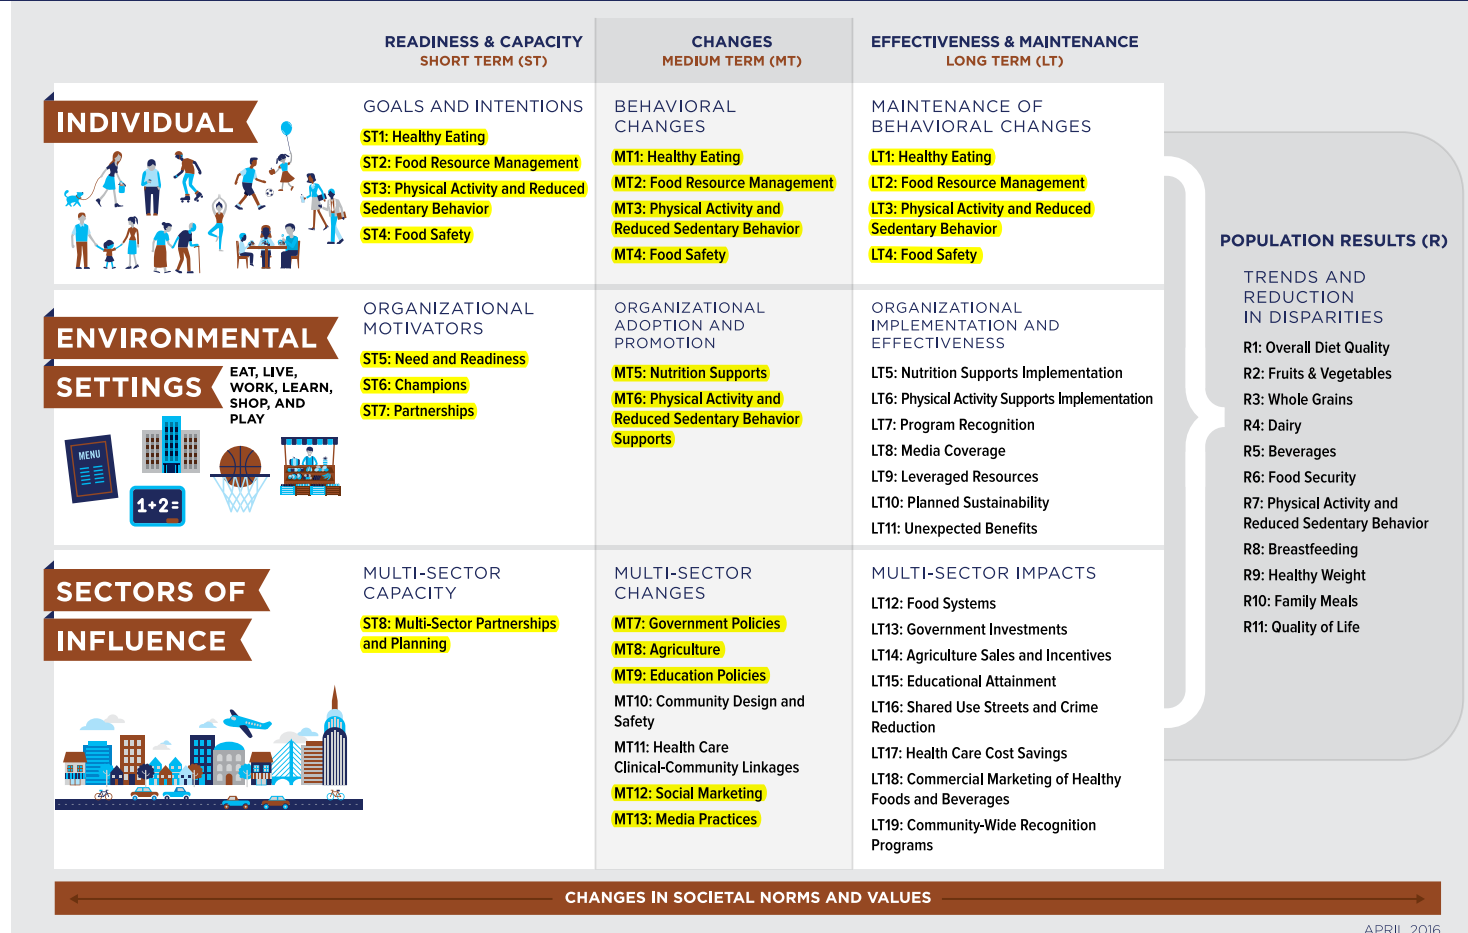 READINESS & CAPACITY
SHORT TERM (ST)
CHANGES
MEDIUM TERM (MT)
EFFECTIVENESS & MAINTENANCE
LONG TERM (LT)
INDIVIDUAL
GOALS AND INTENTIONS
ST1: Healthy Eating
ST2: Food Resource Management
ST3: Physical Activity and Reduced
Sedentary Behavior
ST4: Food Safety
BEHAVIORAL
CHANGES
MT1: Healthy Eating
MT2: Food Resource Management
MT3: Physical Activity and
Reduced Sedentary Behavior
MT4: Food Safety
MAINTENANCE OF
BEHAVIORAL CHANGES
LT1: Healthy Eating
LT2: Food Resource Management
LT3: Physical Activity and Reduced
Sedentary Behavior
LT4: Food Safety
ENVIRONMENTAL
SETTINGS
EAT, LIVE,
WORK, LEARN,
SHOP, AND
PLAY
MENU
1+2=
ORGANIZATIONAL
MOTIVATORS
ST5: Need and Readiness
ST6: Champions
ST7: Partnerships
ORGANIZATIONAL
ADOPTION AND
PROMOTION
MT5: Nutrition Supports
MT6: Physical Activity and
Reduced Sedentary Behavior
Supports
ORGANIZATIONAL
IMPLEMENTATION AND
EFFECTIVENESS
LT5: Nutrition Supports Implementation
LT6: Physical Activity Supports Implementation
LT7: Program Recognition
LT8: Media Coverage
LT9: Leveraged Resources
LT10: Planned Sustainability
LT11: Unexpected Benefits
SECTORS OF
INFLUENCE
MULTI-SECTOR
CAPACITY
ST8: Multi-Sector Partnerships
and Planning
MULTI-SECTOR
CHANGES
MT7: Government Policies
MT8: Agriculture
MT9: Education Policies
MT10: Community Design and
Safety
MT11: Health Care
Clinical-Community Linkages
MT12: Social Marketing
MT13: Media Practices
MULTI-SECTOR IMPACTS
LT12: Food Systems
LT13: Government Investments
LT14: Agriculture Sales and Incentives
LT15: Educational Attainment
LT16: Shared Use Streets and Crime
Reduction
LT17: Health Care Cost Savings
LT18: Commercial Marketing of Healthy
Foods and Beverages
LT19: Community-Wide Recognition
Programs
POPULATION RESULTS (R)
TRENDS AND
REDUCTION
IN DISPARITIES
R1: Overall Diet Quality
R2: Fruits & Vegetables
R3: Whole Grains
R4: Dairy
R5: Beverages
R6: Food Security
R7: Physical Activity and
Reduced Sedentary Behavior
R8: Breastfeeding
R9: Healthy Weight
R10: Family Meals
R11: Quality of Life
CHANGES IN SOCIETAL NORMS AND VALUES
APRIL 2016